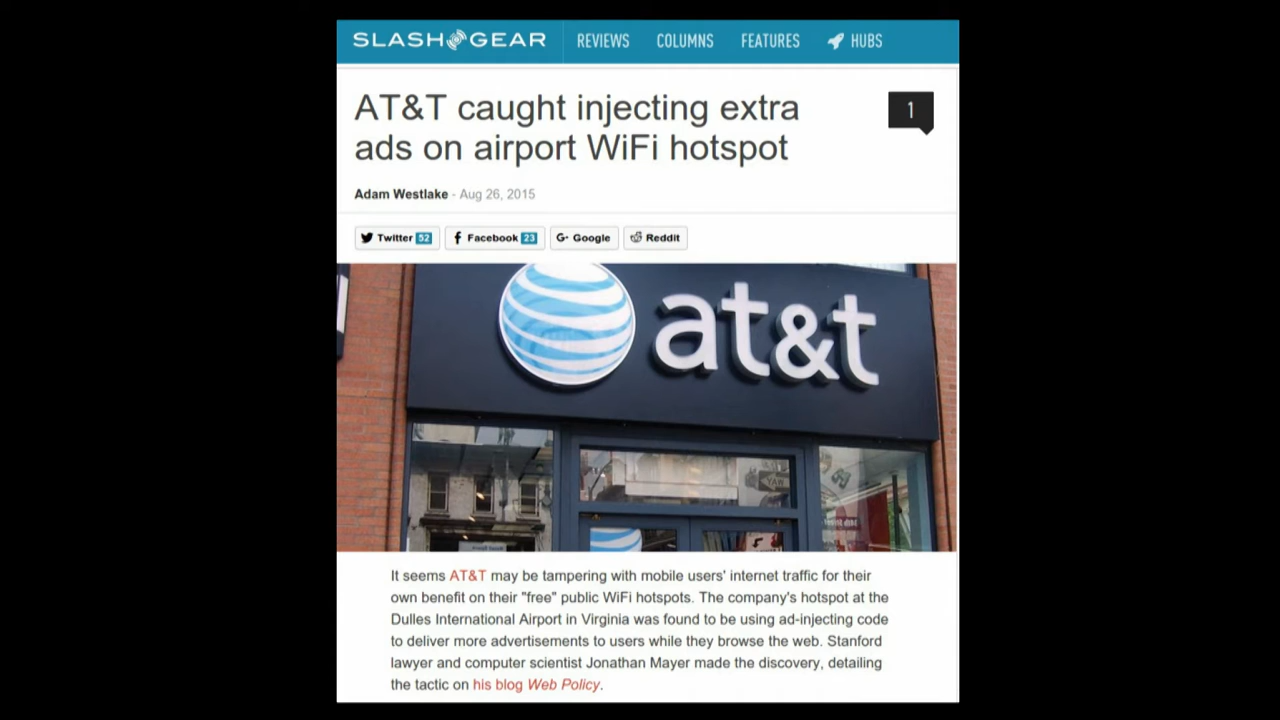 SLASHGEAR REVIEWS COLUMNS FEATURES HUBS
AT&T caught injecting extra
ads on airport WiFi hotspot
1
Adam Westlake - Aug 26, 2015
Twitter 52 Facebook 23 G+ Google Reddit
at&t
It seems AT&T may be tampering with mobile users' internet traffic for their
own benefit on their "free" public WiFi hotspots. The company's hotspot at the
Dulles International Airport in Virginia was found to be using ad-injecting code
to deliver more advertisements to users while they browse the web. Stanford
lawyer and computer scientist Jonathan Mayer made the discovery, detailing
the tactic on his blog Web Policy.